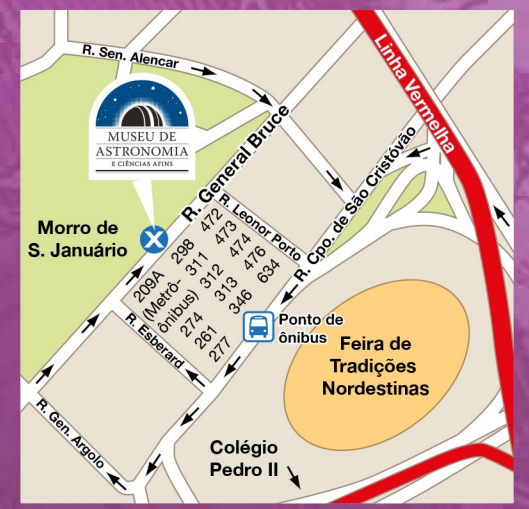 R. Sen. Alencar
MUSEU DE
ASTRONOMIA
E CIÊNCIAS AFINS
Linha Vermelha
R. General Bruce
R. Cpo. de São Cristóvão
R. Leonor Porto
Morro de
S. Januário
209A 298 472
(Metrô- 311 473
ônibus) 312 474
274 313 476
261 346 634
277
R. Esberard
Ponto de
ônibus
Feira de
Tradições
Nordestinas
R. Gen. Argolo
Colégio
Pedro II